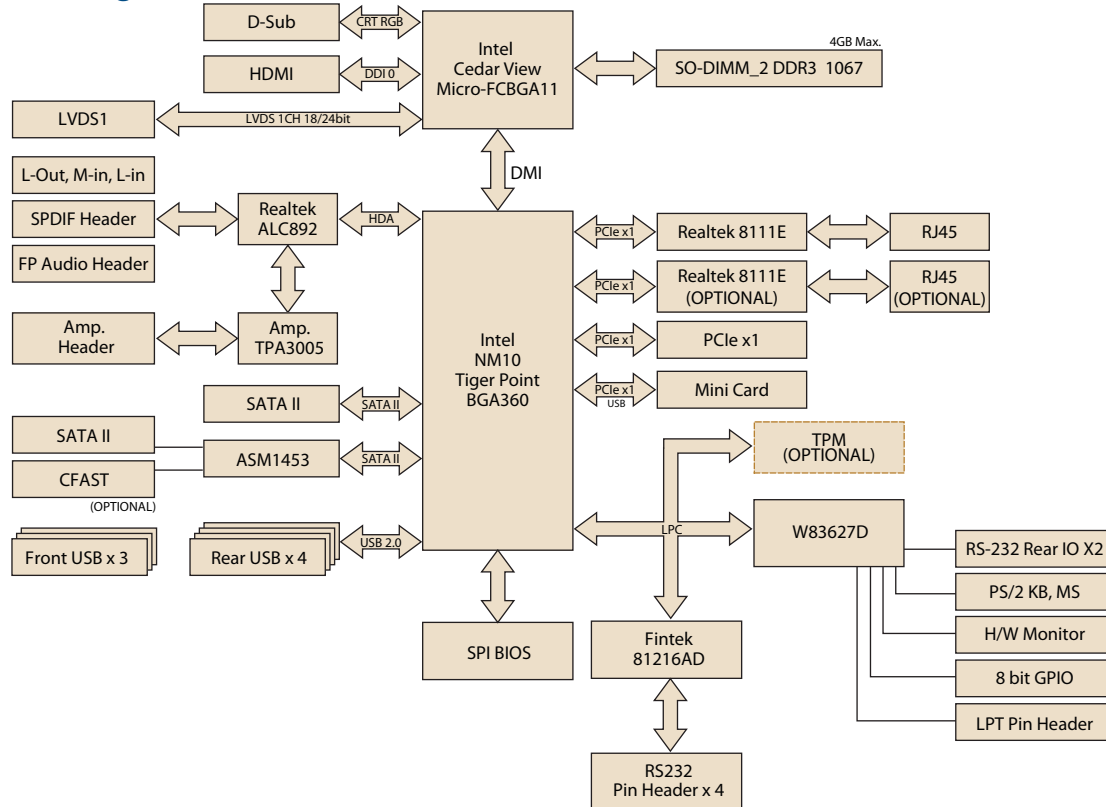 D-Sub
CRT RGB
Intel
Cedar View
Micro-FCBGA11
4GB Max.
SO-DIMM_2 DDR3 1067
HDMI
DDI 0
LVDS1
LVDS 1CH 18/24bit
DMI
L-Out, M-in, L-in
SPDIF Header
FP Audio Header
Realtek
ALC892
HDA
Amp.
Header
Amp.
TPA3005
Intel
NM10
Tiger Point
BGA360
PCIe x1
Realtek 8111E
RJ45
PCIe x1
Realtek 8111E
(OPTIONAL)
RJ45
(OPTIONAL)
PCIe x1
PCIe x1
PCIe x1
USB
Mini Card
SATA II
SATA II
SATA II
CFAST
(OPTIONAL)
ASM1453
SATA II
Front USB x 3
Rear USB x 4
USB 2.0
TPM
(OPTIONAL)
LPC
W83627D
RS-232 Rear IO X2
PS/2 KB, MS
H/W Monitor
8 bit GPIO
LPT Pin Header
SPI BIOS
Fintek
81216AD
RS232
Pin Header x 4